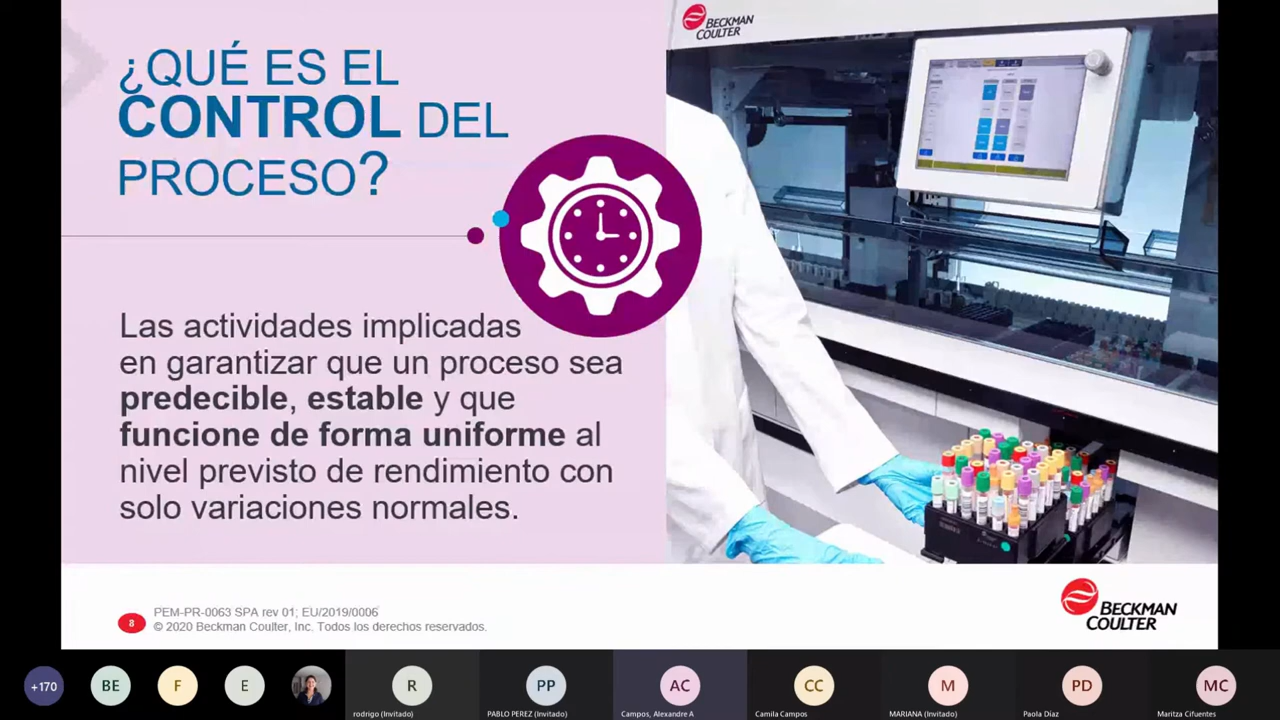 ¿QUÉ ES EL
CONTROL DEL
PROCESO?
Las actividades implicadas
en garantizar que un proceso sea
predecible, estable y que
funcione de forma uniforme al
nivel previsto de rendimiento con
solo variaciones normales.
BECKMAN
COULTER
8
PEM-PR-0063 SPA rev 01; EU/2019/0006
© 2020 Beckman Coulter, Inc. Todos los derechos reservados.
BECKMAN
COULTER
+170
BE
F
E
R
rodrigo (Invitado)
PP
PABLO PEREZ (Invitado)
AC
Campos, Alexandre A
CC
Camila Campos
M
MARIANA (Invitado)
PD
Paola Díaz
MC
Maritza Cifuentes